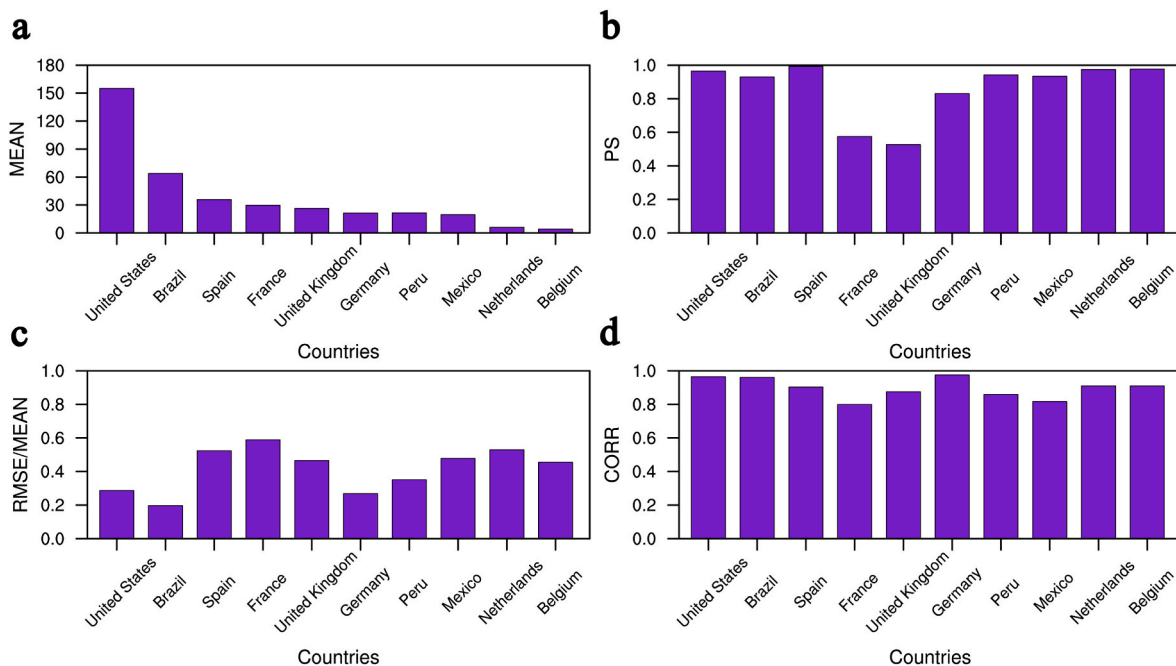 a
MEAN
180
150
120
90
60
30
0
United States
Brazil
Spain
France
United Kingdom
Germany
Peru
Mexico
Netherlands
Belgium
Countries
b
PS
1.0
0.8
0.6
0.4
0.2
0.0
United States
Brazil
Spain
France
United Kingdom
Germany
Peru
Mexico
Netherlands
Belgium
Countries
c
RMSE/MEAN
1.0
0.8
0.6
0.4
0.2
0.0
United States
Brazil
Spain
France
United Kingdom
Germany
Peru
Mexico
Netherlands
Belgium
Countries
d
CORR
1.0
0.8
0.6
0.4
0.2
0.0
United States
Brazil
Spain
France
United Kingdom
Germany
Peru
Mexico
Netherlands
Belgium
Countries